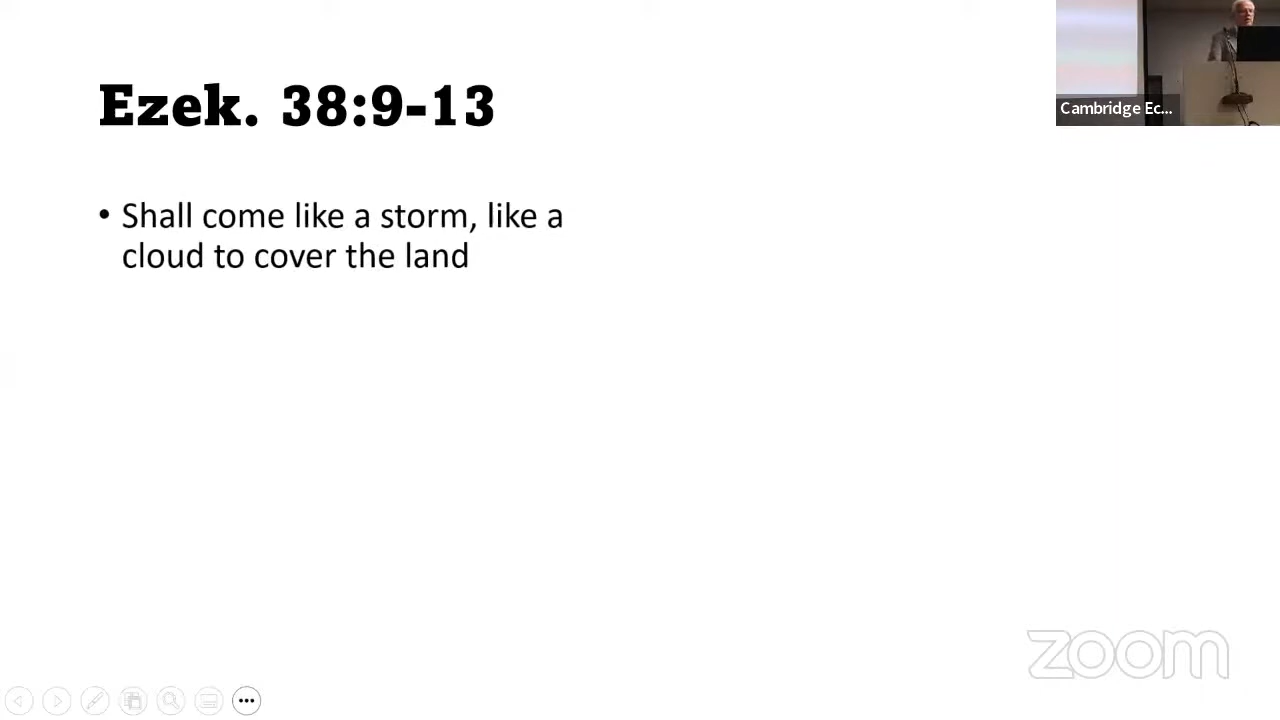 Ezek. 38:9-13
• Shall come like a storm, like a
cloud to cover the land
Cambridge Ec...
zoom